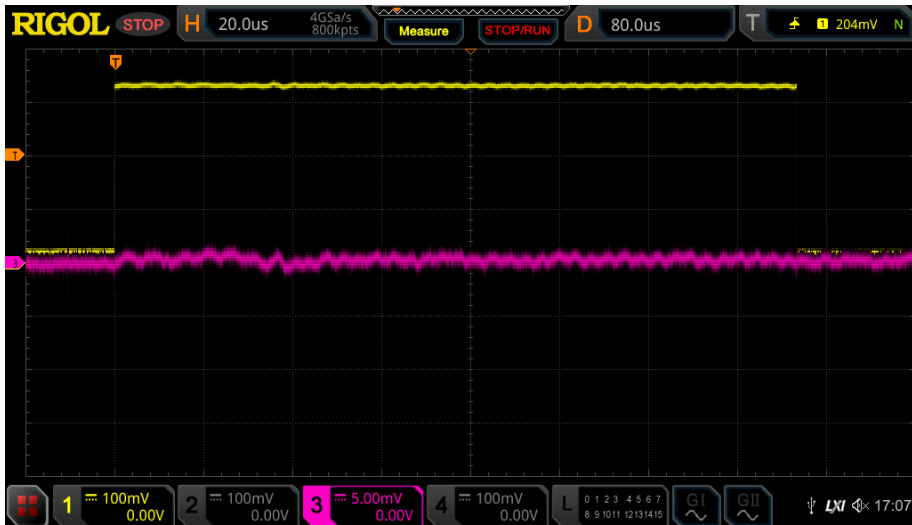 RIGOL STOP H 20.0us 4GSa/s 800kpts Measure STOP/RUN D 80.0us T 1 204mV N
T
T
3
1 100mV 0.00V 2 100mV 0.00V 3 5.00mV 0.00V 4 100mV 0.00V L 0 1 2 3 4 5 6 7 8 9 10 11 12 13 14 15 GI GII LXI 17:07